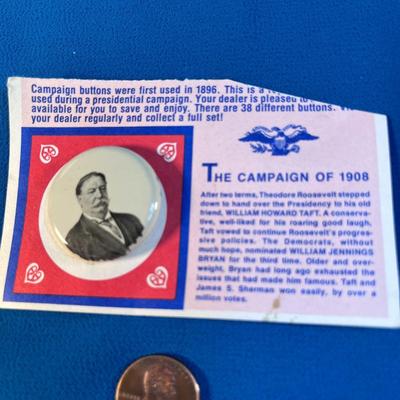 Campaign buttons were first used in 1896. This is a
used during a presidential campaign. Your dealer is pleased to
available for you to save and enjoy. There are 38 different buttons.
your dealer regularly and collect a full set!
THE CAMPAIGN OF 1908
After two terms, Theodore Roosevelt stepped
down to hand over the Presidency to his old
friend, WILLIAM HOWARD TAFT. A conserva-
tive, well-liked for his roaring good laugh,
Taft vowed to continue Roosevelt's progres-
sive policies. The Democrats, without
much hope, nominated WILLIAM JENNINGS
BRYAN for the third time. Older and over-
weight, Bryan had long ago exhausted the
issues that had made him famous. Taft and
James S. Sherman won easily, by over a
million votes.